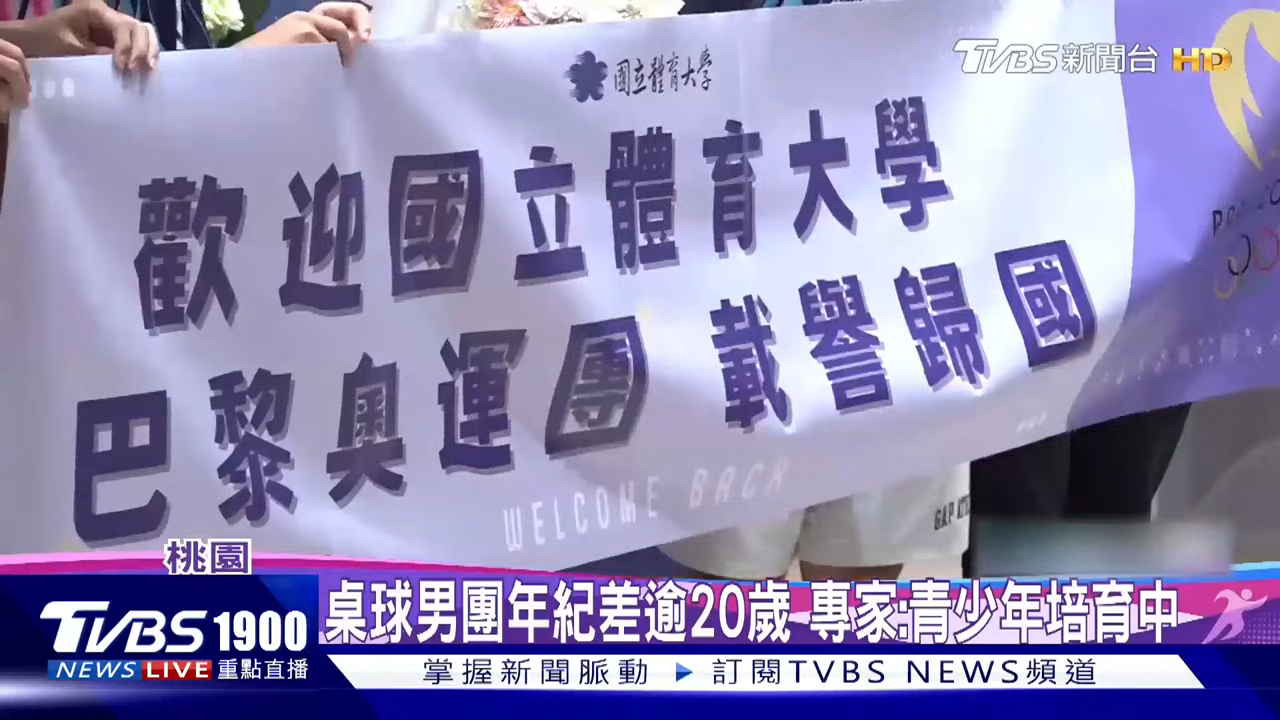 TVBS新聞台 HD
國立體育大學
歡迎國立體育大學
巴黎奧運團 載譽歸國
WELCOME BACK
桃園
TVBS 1900
NEWS LIVE 重點直播
桌球男團年紀差逾20歲 專家:青少年培育中
掌握新聞脈動 ▶ 訂閱TVBS NEWS頻道